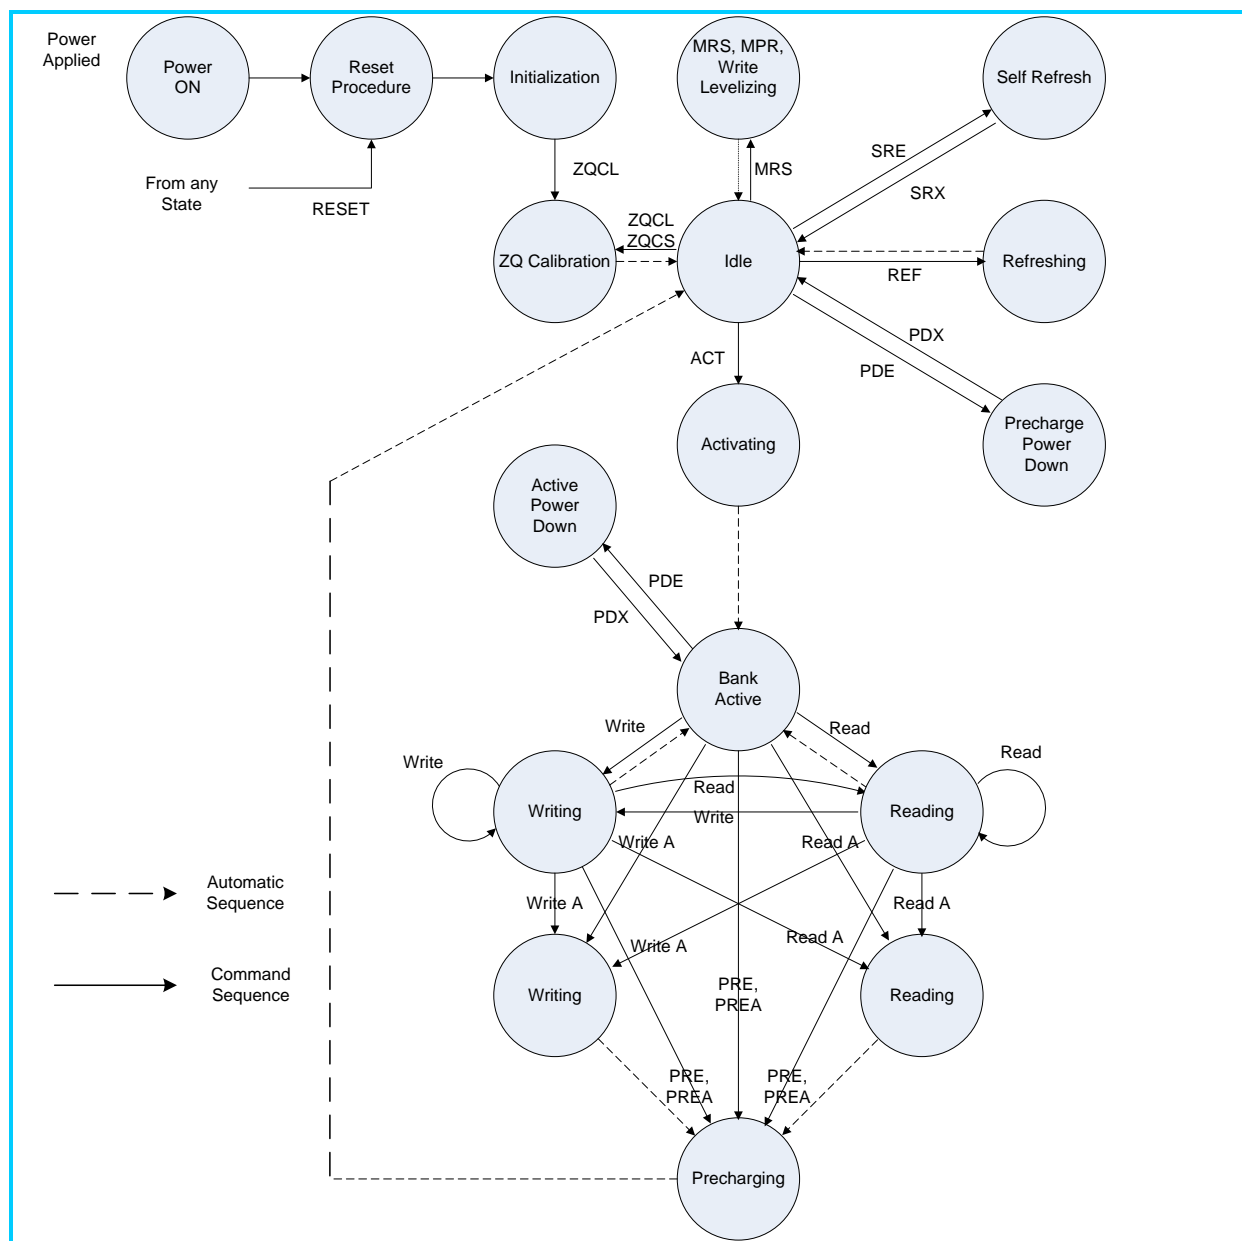 Power
Applied
Power
ON
Reset
Procedure
Initialization
MRS, MPR,
Write
Levelizing
Self Refresh
From any
State
RESET
ZQCL
MRS
SRE
SRX
ZQCL
ZQCS
ZQ Calibration
Idle
REF
Refreshing
ACT
PDX
PDE
Activating
Precharge
Power
Down
Active
Power
Down
PDE
PDX
Bank
Active
Write
Read
Write
Read
Read
Write
Writing
Reading
Write A
Read A
Automatic
Sequence
Write A
Read A
Write A
Read A
Command
Sequence
Writing
Reading
PRE,
PREA
PRE,
PREA
PRE,
PREA
Precharging